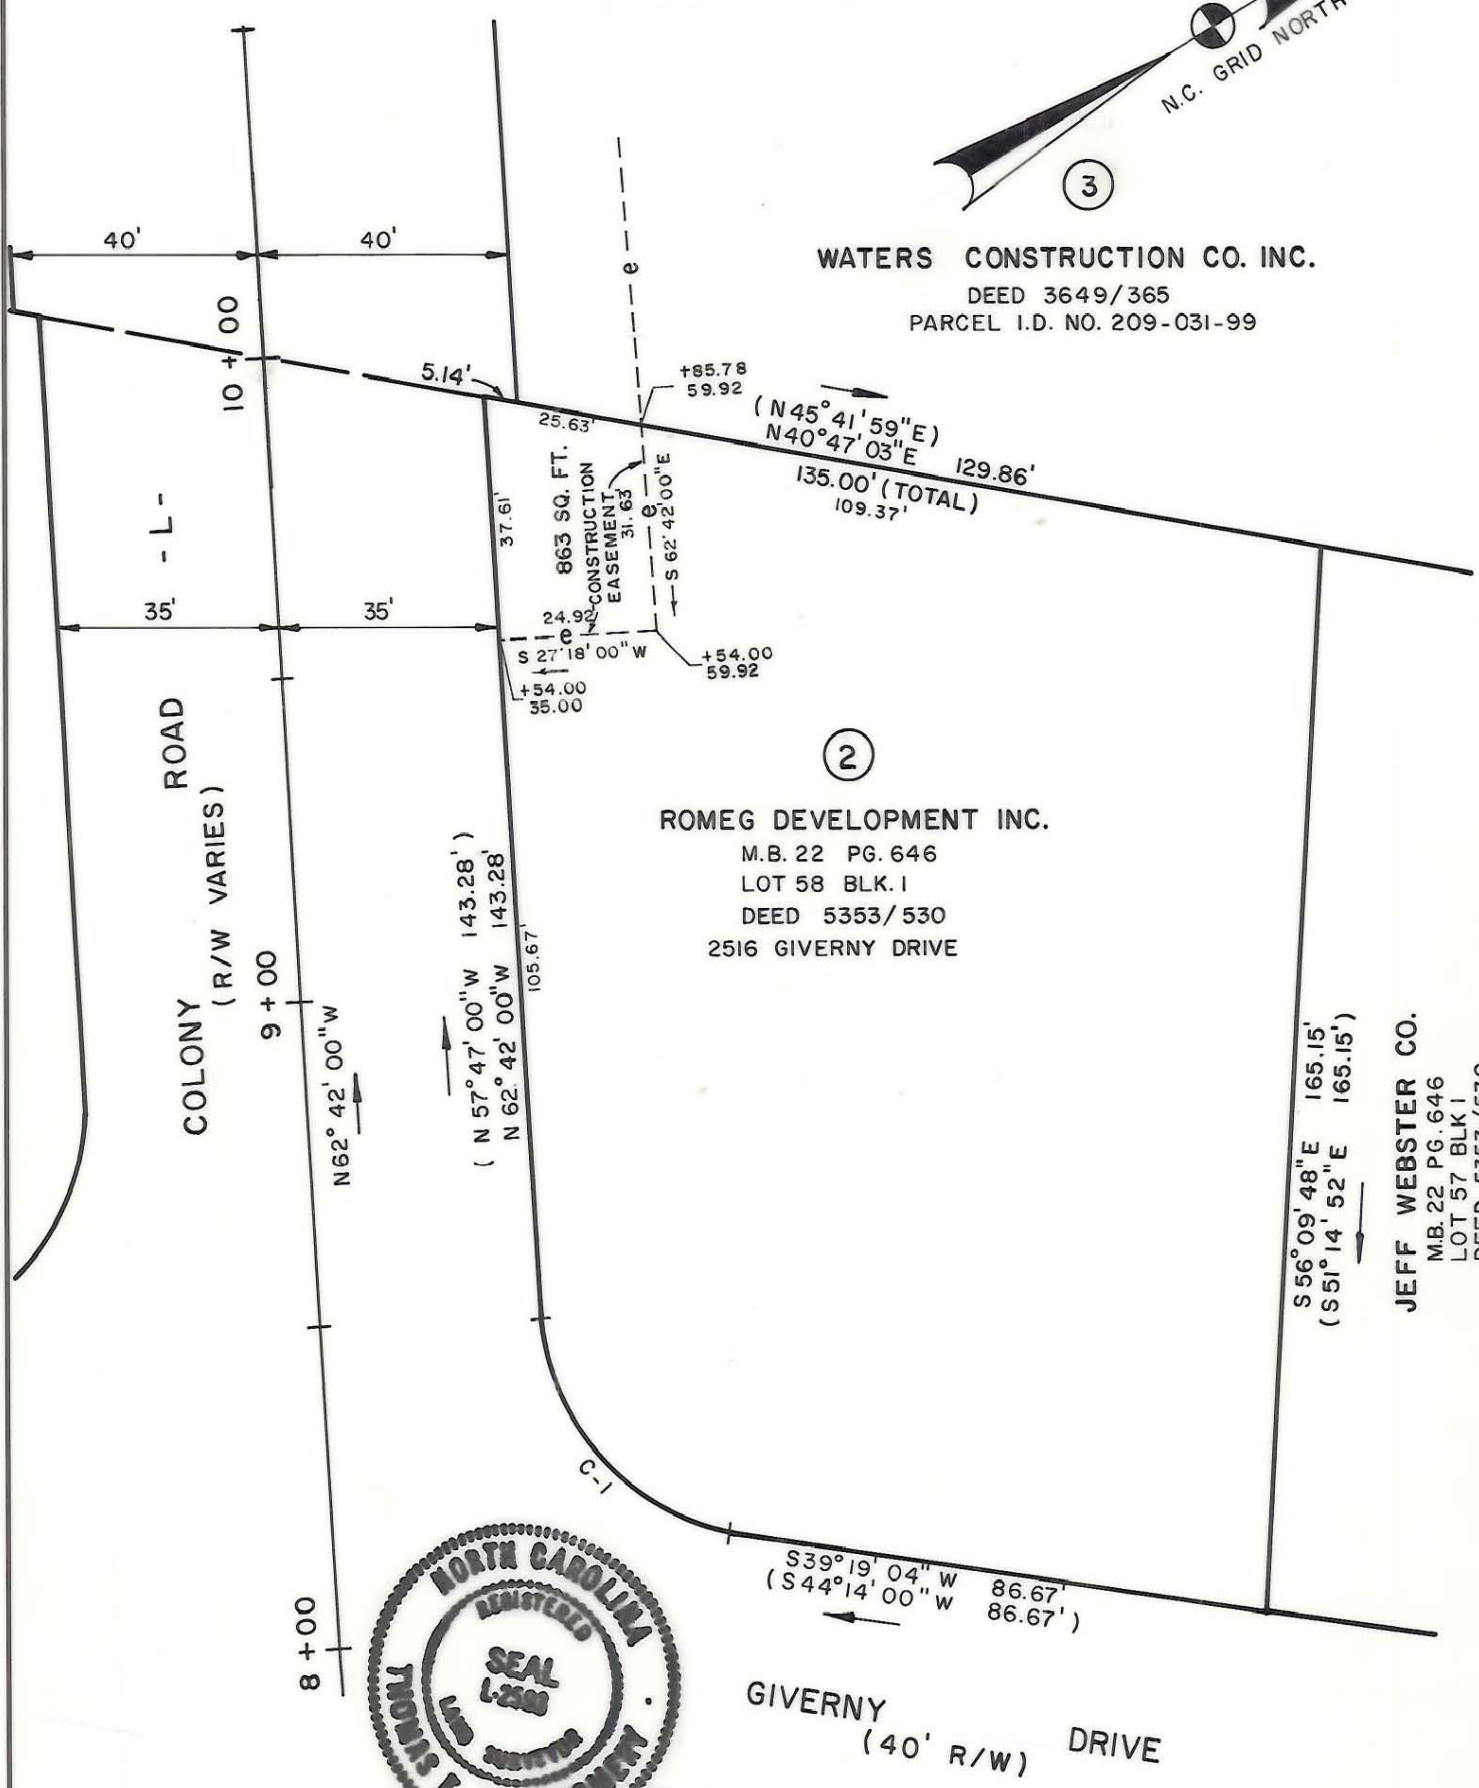 N.C. GRID NORTH
3
WATERS CONSTRUCTION CO. INC.
DEED 3649/365
PARCEL I.D. NO. 209-031-99
40'
40'
10 + 00
5.14'
+85.78
59.92
25.63'
(N45°41'59"E)
N40°47'03"E 129.86'
135.00' (TOTAL)
109.37'
- L -
37.61'
863 SQ. FT.
CONSTRUCTION
EASEMENT
31.63'
e
e
S 62°42'00"E
35'
35'
24.92'
e
S 27°18'00"W
+54.00
59.92
+54.00
35.00
2
ROMEG DEVELOPMENT INC.
M.B. 22 PG. 646
LOT 58 BLK. 1
DEED 5353/530
2516 GIVERNY DRIVE
COLONY ROAD
(R/W VARIES)
9 + 00
N62° 42' 00"W
( N 57° 47' 00"W 143.28' )
N 62° 42' 00"W 143.28'
105.67'
S 56° 09' 48"E 165.15'
(S 51° 14' 52"E 165.15')
JEFF WEBSTER CO.
M.B. 22 PG. 646
LOT 57 BLK 1
C-1
S39°19'04"W 86.67'
(S44°14'00"W 86.67')
8 + 00
NORTH CAROLINA
REGISTERED
SEAL
LAND SURVEYOR
THOMAS
GIVERNY DRIVE
(40' R/W)